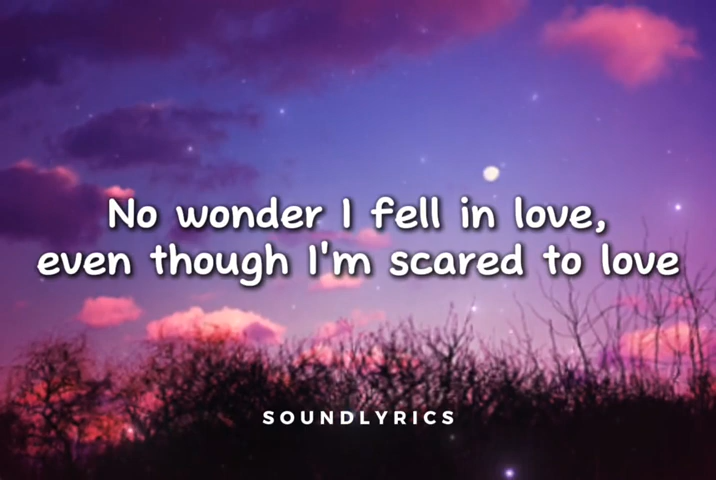 No wonder I fell in love,
even though I'm scared to love
SOUNDLYRICS